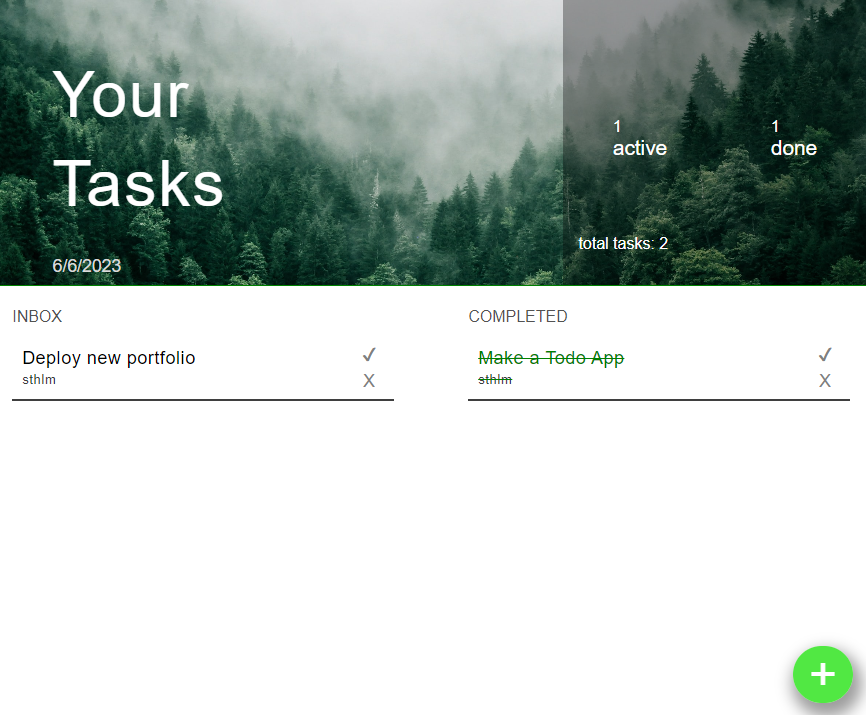 Your
Tasks
6/6/2023
1
active
1
done
total tasks: 2
INBOX
Deploy new portfolio
✓
sthlm
X
COMPLETED
Make a Todo App
✓
sthlm
X
+